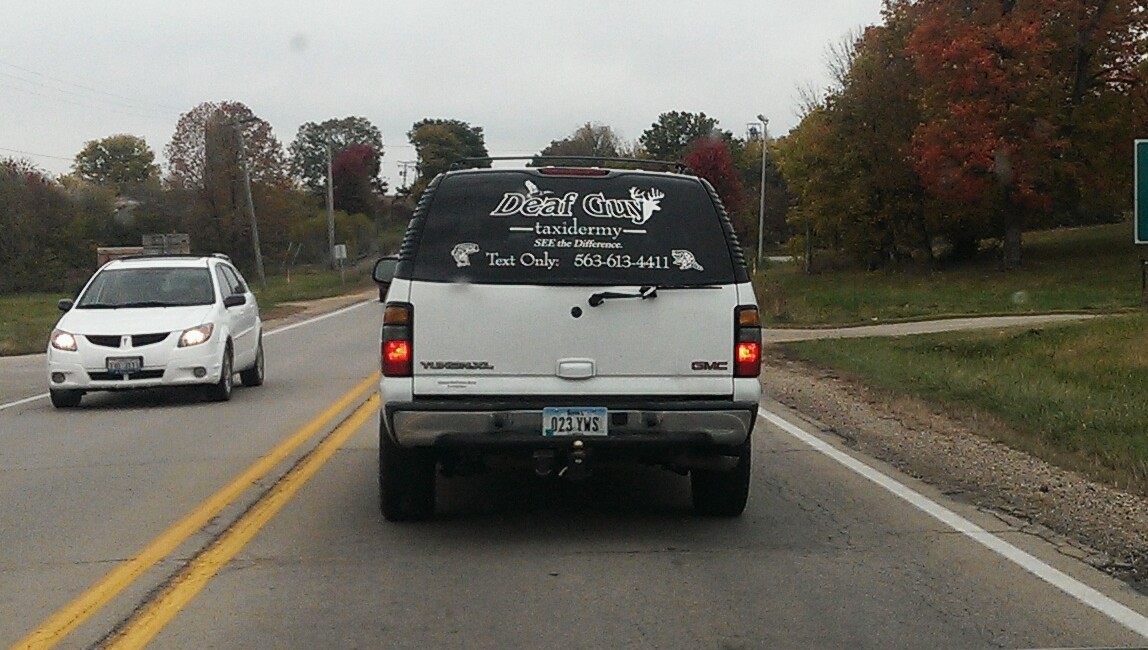 Deaf Guy
taxidermy
SEE the Difference.
Text Only: 563-613-4411
YUKON XL
GMC
023 YWS